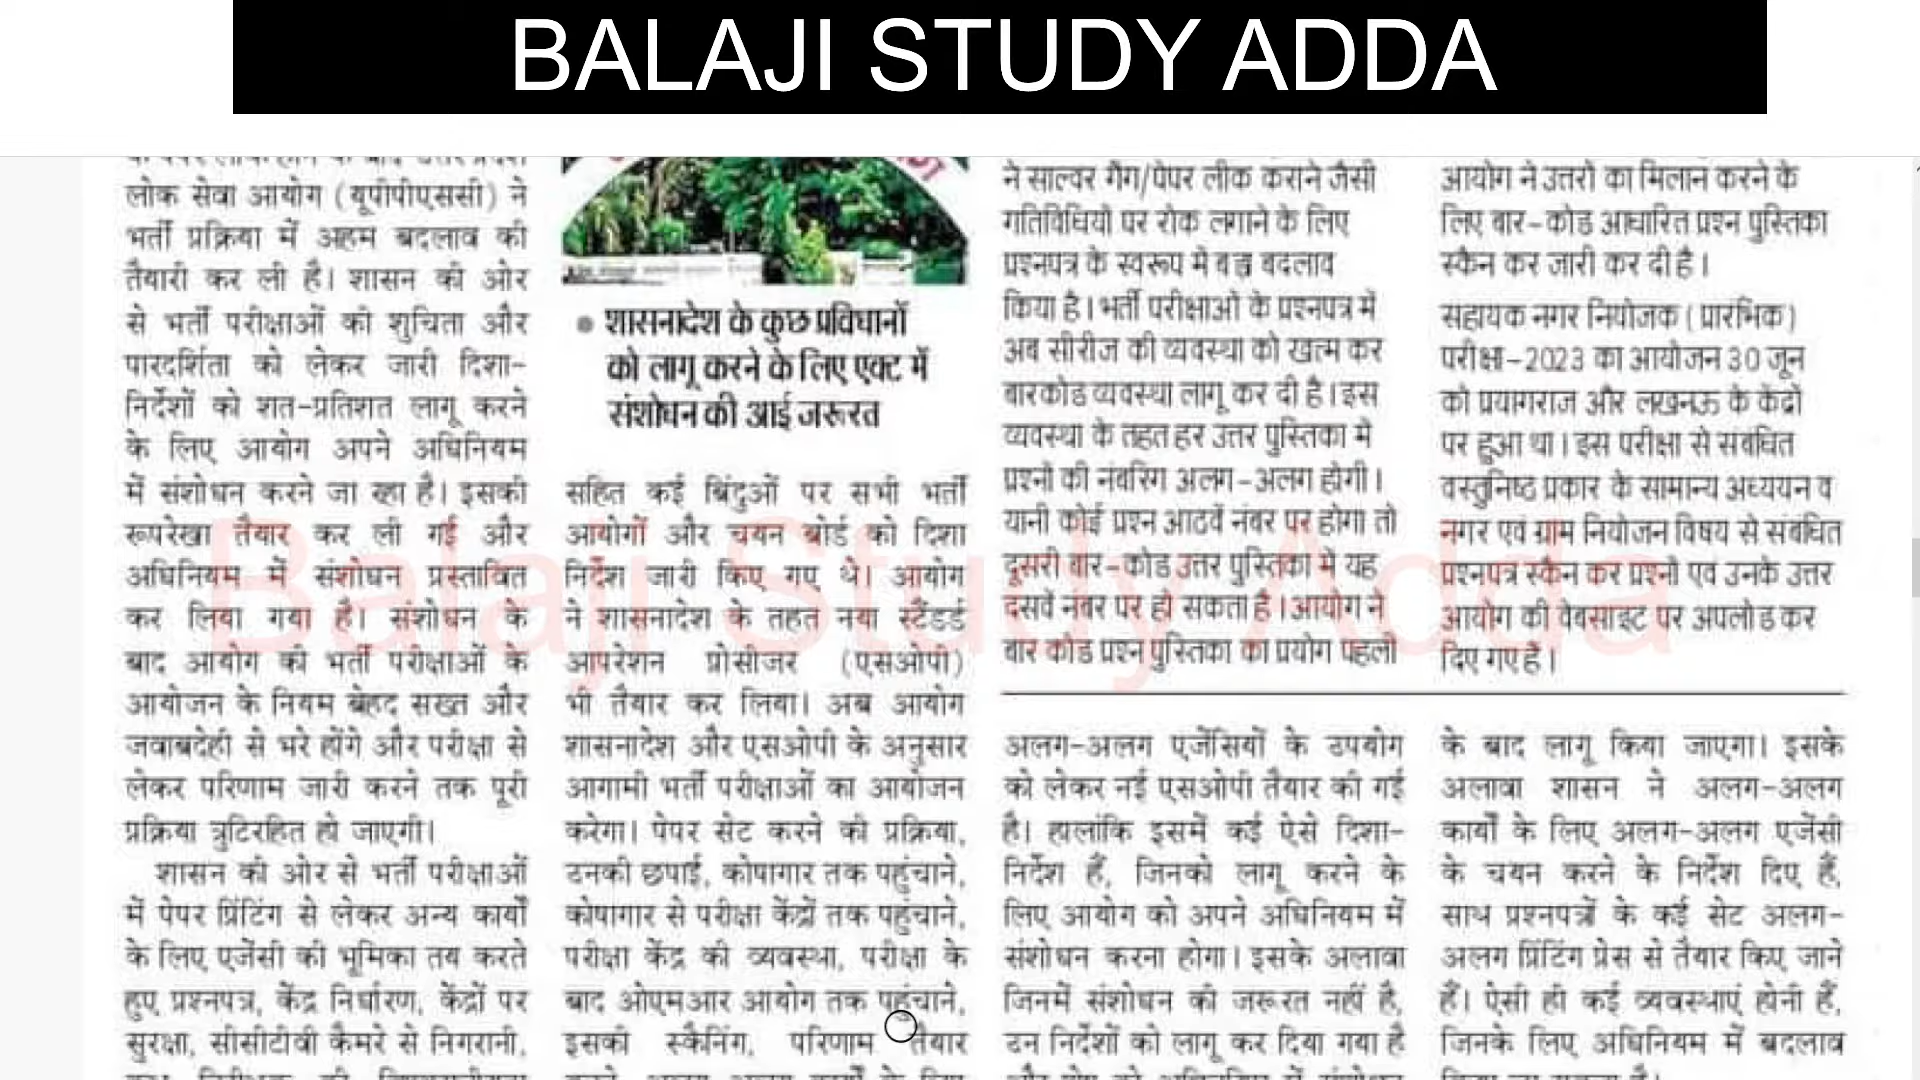 BALAJI STUDY ADDA
लोक सेवा आयोग (यूपीपीएससी) ने
भर्ती प्रक्रिया में अहम बदलाव की
तैयारी कर ली है। शासन की ओर
से भर्ती परीक्षाओं की शुचिता और
पारदर्शिता को लेकर जारी दिशा-
निर्देशों को शत-प्रतिशत लागू करने
के लिए आयोग अपने अधिनियम
में संशोधन करने जा रहा है। इसकी
रूपरेखा तैयार कर ली गई और
अधिनियम में संशोधन प्रस्तावित
कर लिया गया है। संशोधन के
बाद आयोग की भर्ती परीक्षाओं के
आयोजन के नियम बेहद सख्त और
जवाबदेही से भरे होंगे और परीक्षा से
लेकर परिणाम जारी करने तक पूरी
प्रक्रिया त्रुटिरहित हो जाएगी।
शासन की ओर से भर्ती परीक्षाओं
में पेपर प्रिंटिंग से लेकर अन्य कार्यों
के लिए एजेंसी की भूमिका तय करते
हुए प्रश्नपत्र, केंद्र निर्धारण, केंद्रों पर
सुरक्षा, सीसीटीवी कैमरे से निगरानी,
● शासनादेश के कुछ प्रविधानों
को लागू करने के लिए एक्ट में
संशोधन की आई जरूरत
सहित कई बिंदुओं पर सभी भर्ती
आयोगों और चयन बोर्ड को दिशा
निर्देश जारी किए गए थे। आयोग
ने शासनादेश के तहत नया स्टैंडर्ड
आपरेशन प्रोसीजर (एसओपी)
भी तैयार कर लिया। अब आयोग
शासनादेश और एसओपी के अनुसार
आगामी भर्ती परीक्षाओं का आयोजन
करेगा। पेपर सेट करने की प्रक्रिया,
उनकी छपाई, कोषागार तक पहुंचाने,
कोषागार से परीक्षा केंद्रों तक पहुंचाने,
परीक्षा केंद्र की व्यवस्था, परीक्षा के
बाद ओएमआर आयोग तक पहुंचाने,
इसकी स्कैनिंग, परिणाम तैयार
ने साल्वर गैंग/पेपर लीक कराने जैसी
गतिविधियों पर रोक लगाने के लिए
प्रश्नपत्र के स्वरूप में बड़ा बदलाव
किया है। भर्ती परीक्षाओं के प्रश्नपत्र में
अब सीरीज की व्यवस्था को खत्म कर
बारकोड व्यवस्था लागू कर दी है। इस
व्यवस्था के तहत हर उत्तर पुस्तिका में
प्रश्नों की नंबरिंग अलग-अलग होगी।
यानी कोई प्रश्न आठवें नंबर पर होगा तो
दूसरी बार-कोड उत्तर पुस्तिका में यह
दसवें नंबर पर हो सकता है। आयोग ने
बार कोड प्रश्न पुस्तिका का प्रयोग पहली
आयोग ने उत्तरों का मिलान करने के
लिए बार-कोड आधारित प्रश्न पुस्तिका
स्कैन कर जारी कर दी है।
सहायक नगर नियोजक (प्रारंभिक)
परीक्षा-2023 का आयोजन 30 जून
को प्रयागराज और लखनऊ के केंद्रों
पर हुआ था। इस परीक्षा से संबंधित
वस्तुनिष्ठ प्रकार के सामान्य अध्ययन व
नगर एवं ग्राम नियोजन विषय से संबंधित
प्रश्नपत्र स्कैन कर प्रश्नों एवं उनके उत्तर
आयोग की वेबसाइट पर अपलोड कर
दिए गए हैं।
अलग-अलग एजेंसियों के उपयोग
को लेकर नई एसओपी तैयार की गई
है। हालांकि इसमें कई ऐसे दिशा-
निर्देश हैं, जिनको लागू करने के
लिए आयोग को अपने अधिनियम में
संशोधन करना होगा। इसके अलावा
जिनमें संशोधन की जरूरत नहीं है,
उन निर्देशों को लागू कर दिया गया है
के बाद लागू किया जाएगा। इसके
अलावा शासन ने अलग-अलग
कार्यों के लिए अलग-अलग एजेंसी
के चयन करने के निर्देश दिए हैं,
साथ प्रश्नपत्रों के कई सेट अलग-
अलग प्रिंटिंग प्रेस से तैयार किए जाने
हैं। ऐसी ही कई व्यवस्थाएं होनी हैं,
जिनके लिए अधिनियम में बदलाव
Balaji Study Adda